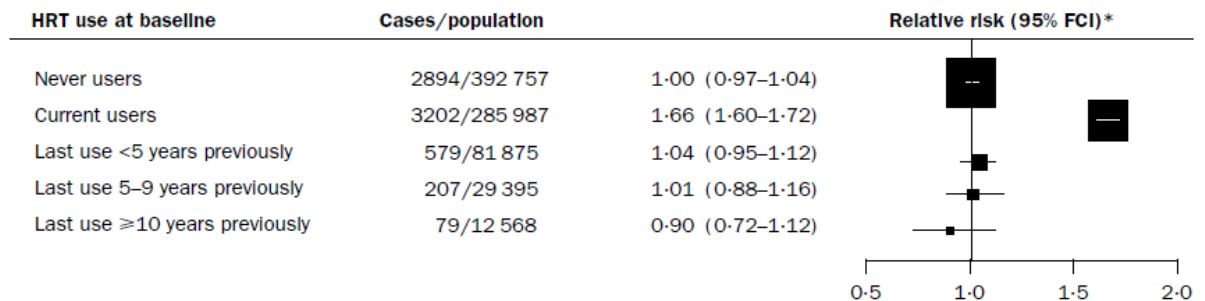 HRT use at baseline Cases/population Relative risk (95% FCI)*
Never users 2894/392 757 1·00 (0·97–1·04)
Current users 3202/285 987 1·66 (1·60–1·72)
Last use <5 years previously 579/81 875 1·04 (0·95–1·12)
Last use 5–9 years previously 207/29 395 1·01 (0·88–1·16)
Last use ⩾10 years previously 79/12 568 0·90 (0·72–1·12)
0·5 1·0 1·5 2·0